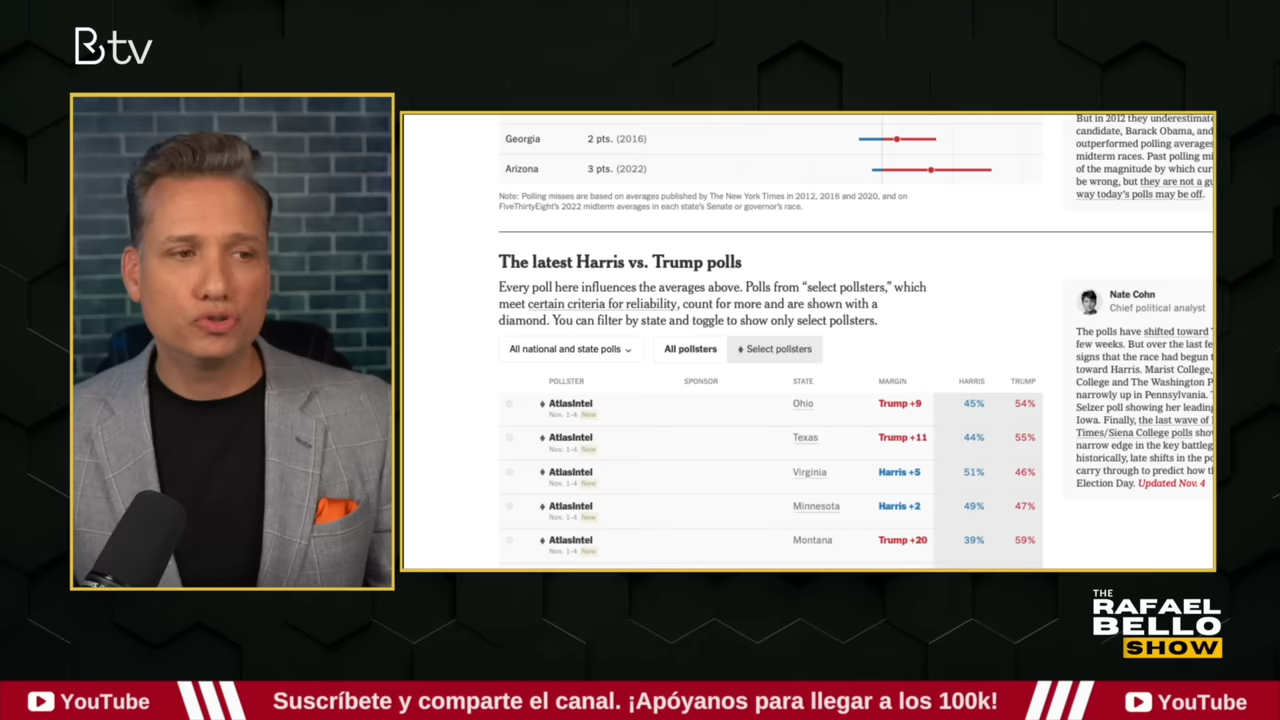 Btv
Georgia 2 pts. (2016)
Arizona 3 pts. (2022)
Note: Polling misses are based on averages published by The New York Times in 2012, 2016 and 2020, and on
FiveThirtyEight's 2022 midterm averages in each state's Senate or governor's race.
The latest Harris vs. Trump polls
Every poll here influences the averages above. Polls from “select pollsters,” which
meet certain criteria for reliability, count for more and are shown with a
diamond. You can filter by state and toggle to show only select pollsters.
All national and state polls All pollsters ♦ Select pollsters
POLLSTER SPONSOR STATE MARGIN HARRIS TRUMP
♦ AtlasIntel Ohio Trump +9 45% 54%
Nov. 1-4 New
♦ AtlasIntel Texas Trump +11 44% 55%
Nov. 1-4 New
♦ AtlasIntel Virginia Harris +5 51% 46%
Nov. 1-4 New
♦ AtlasIntel Minnesota Harris +2 49% 47%
Nov. 1-4 New
♦ AtlasIntel Montana Trump +20 39% 59%
Nov. 1-4 New
But in 2012 they
candidate, Barack Obama, and
outperformed polling averages
midterm races. Past polling
of the magnitude by which
be wrong, but they are not a
way today's polls may be off.
Nate Cohn
Chief political analyst
The polls have shifted toward
few weeks. But over the last
signs that the race had begun
toward Harris. Marist College,
College and The Washington
narrowly up in Pennsylvania.
Selzer poll showing her leading
Iowa. Finally, the last wave of
Times/Siena College polls
narrow edge in the key
historically, late shifts in the
carry through to predict how
Election Day. Updated Nov. 4
THE
RAFAEL
BELLO
SHOW
YouTube Suscríbete y comparte el canal. ¡Apóyanos para llegar a los 100k! YouTube